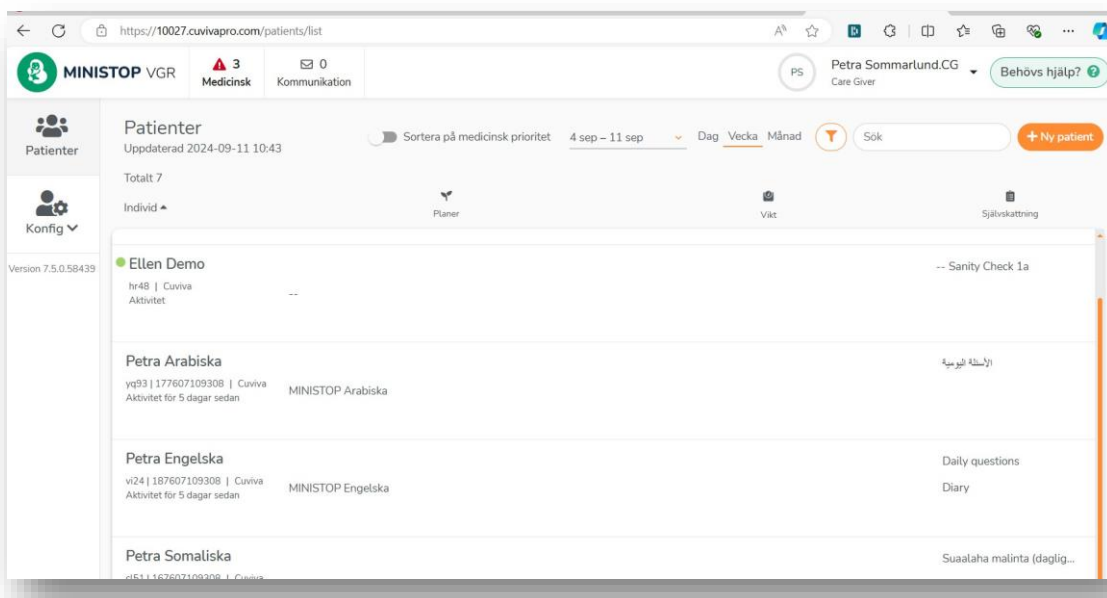 https://10027.cuvivapro.com/patients/list
MINISTOP VGR
3
Medicinsk
0
Kommunikation
PS
Petra Sommarlund.CG
Care Giver
Behövs hjälp?
Patienter
Konfig
Version 7.5.0.58439
Patienter
Uppdaterad 2024-09-11 10:43
Sortera på medicinsk prioritet
4 sep – 11 sep
Dag Vecka Månad
Sök
+ Ny patient
Totalt 7
Individ
Planer
Vikt
Självskattning
Ellen Demo
hr48 | Cuviva
Aktivitet
--
-- Sanity Check 1a
Petra Arabiska
yq93 | 177607109308 | Cuviva
Aktivitet för 5 dagar sedan
MINISTOP Arabiska
الأسئلة اليومية
Petra Engelska
vi24 | 187607109308 | Cuviva
Aktivitet för 5 dagar sedan
MINISTOP Engelska
Daily questions
Diary
Petra Somaliska
167607109308 | Cuviva
Suaalaha malinta (daglig...